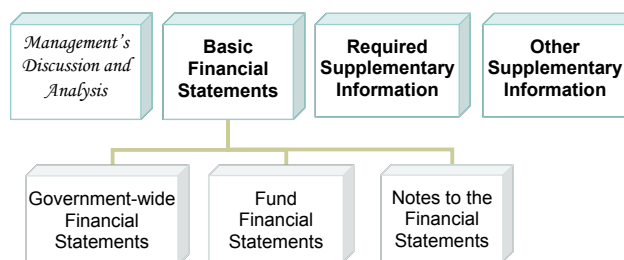 Management's
Discussion and
Analysis
Basic
Financial
Statements
Required
Supplementary
Information
Other
Supplementary
Information
Government-wide
Financial
Statements
Fund
Financial
Statements
Notes to the
Financial
Statements